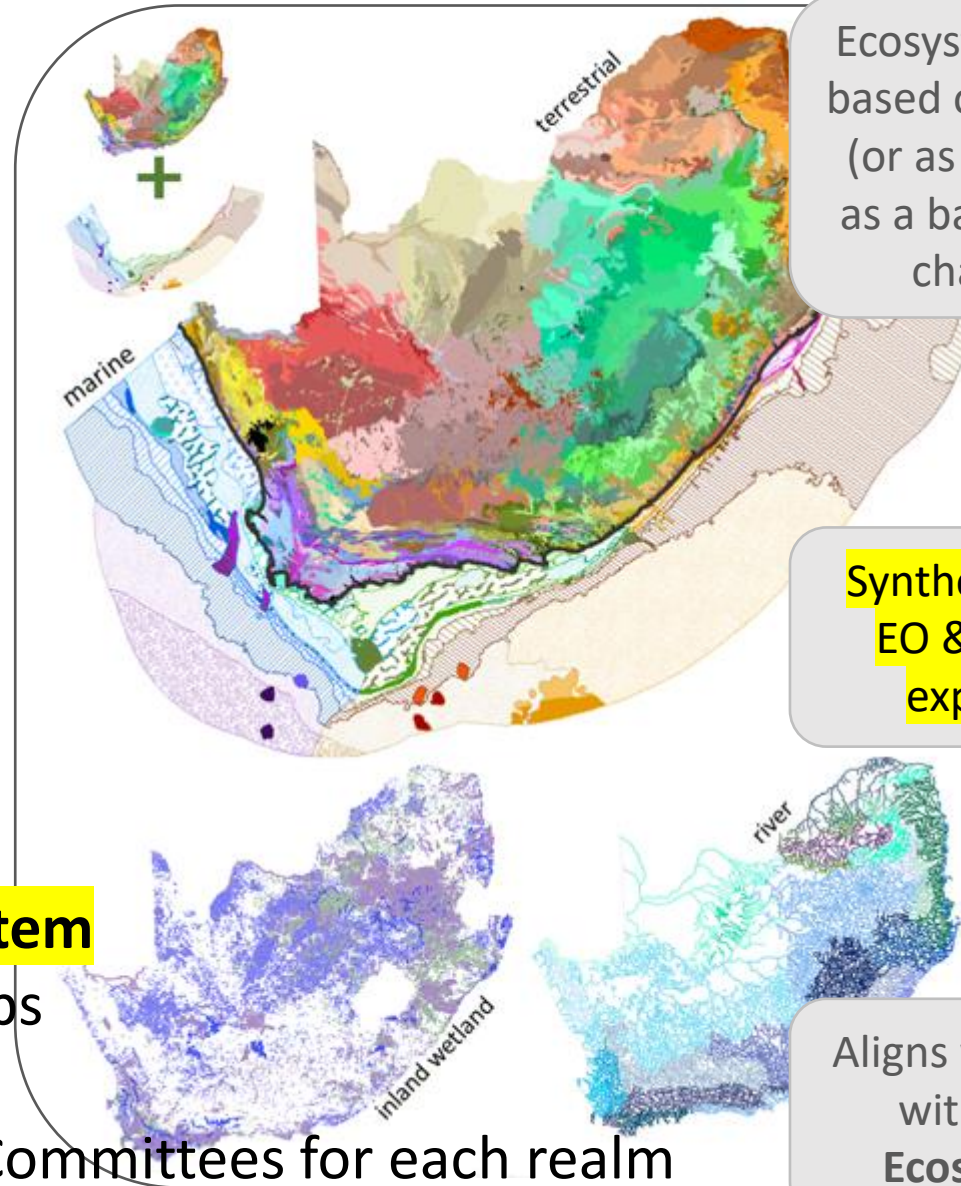 terrestrial
Ecosys
based o
(or as
as a ba
cha
+
marine
Synthe
EO &
exp
river
tem
os
inland wetland
Aligns
wit
Ecos
Committees for each realm